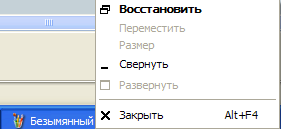 Восстановить
Переместить
Размер
Свернуть
Развернуть
Закрыть Alt+F4
Безымянный